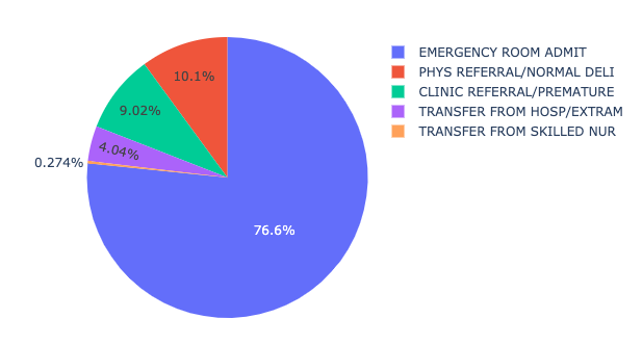 10.1%
9.02%
4.04%
0.274%
76.6%
EMERGENCY ROOM ADMIT
PHYS REFERRAL/NORMAL DELI
CLINIC REFERRAL/PREMATURE
TRANSFER FROM HOSP/EXTRAM
TRANSFER FROM SKILLED NUR